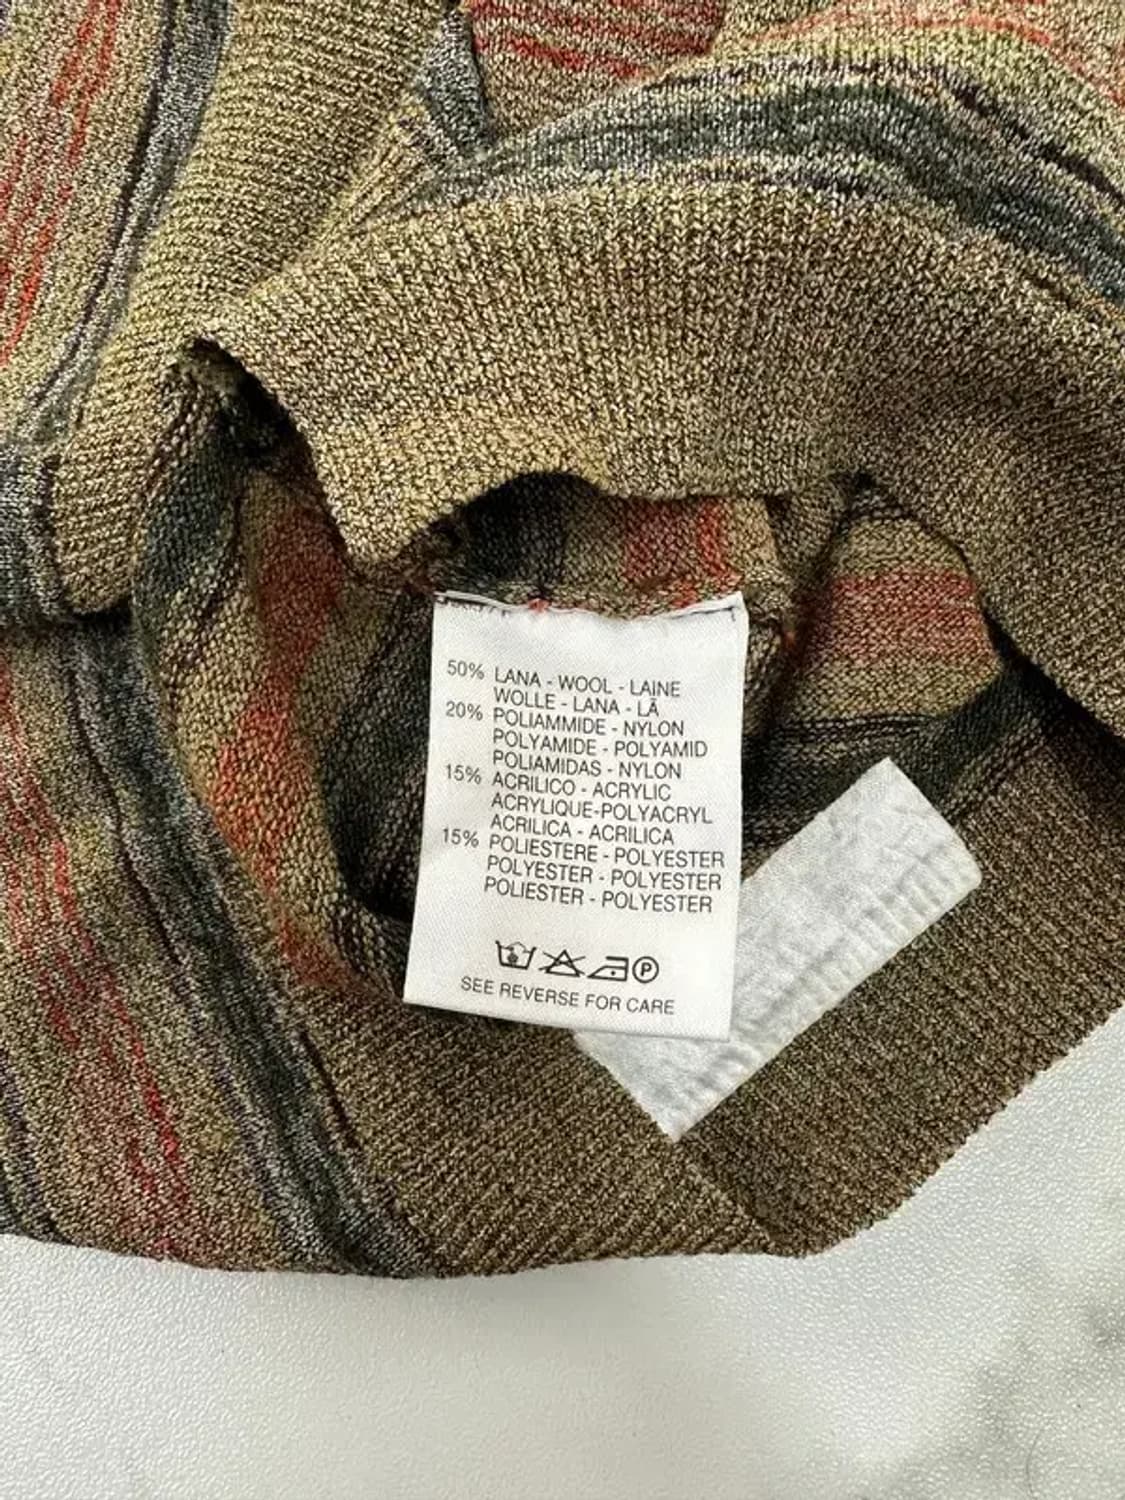 50% LANA - WOOL - LAINE
WOLLE - LANA - LÃ
20% POLIAMMIDE - NYLON
POLYAMIDE - POLYAMID
POLIAMIDAS - NYLON
15% ACRILICO - ACRYLIC
ACRYLIQUE-POLYACRYL
ACRILICA - ACRILICA
15% POLIESTERE - POLYESTER
POLYESTER - POLYESTER
POLIESTER - POLYESTER
P
SEE REVERSE FOR CARE